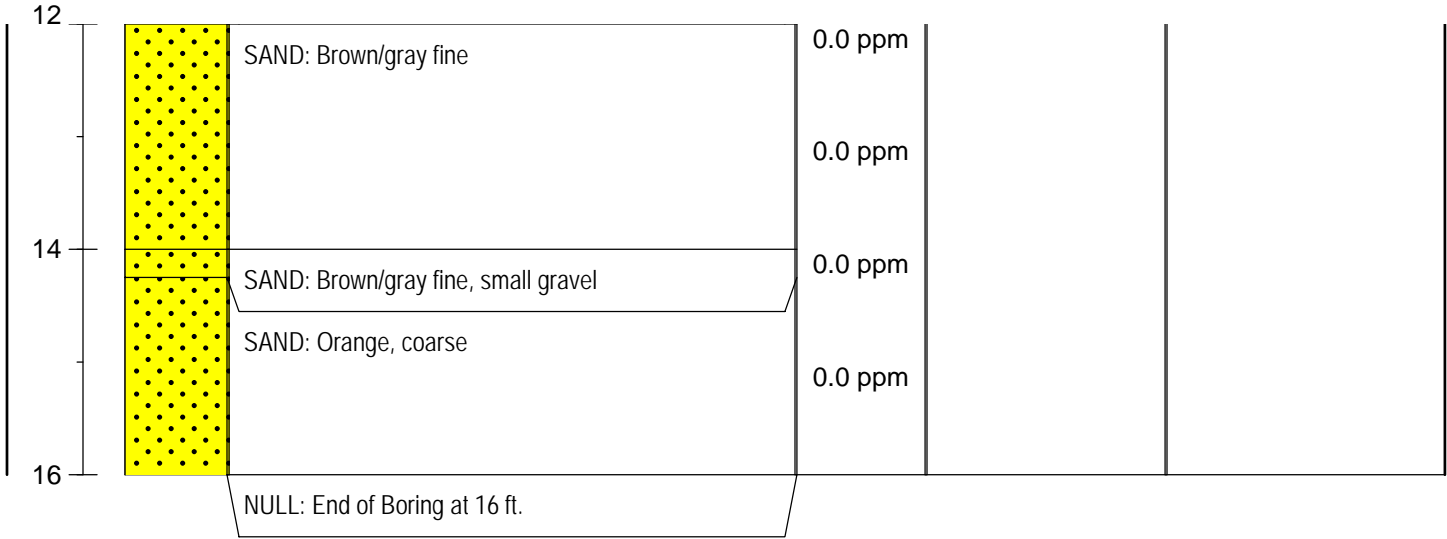 12
SAND: Brown/gray fine
0.0 ppm
0.0 ppm
14
SAND: Brown/gray fine, small gravel
0.0 ppm
SAND: Orange, coarse
0.0 ppm
16
NULL: End of Boring at 16 ft.